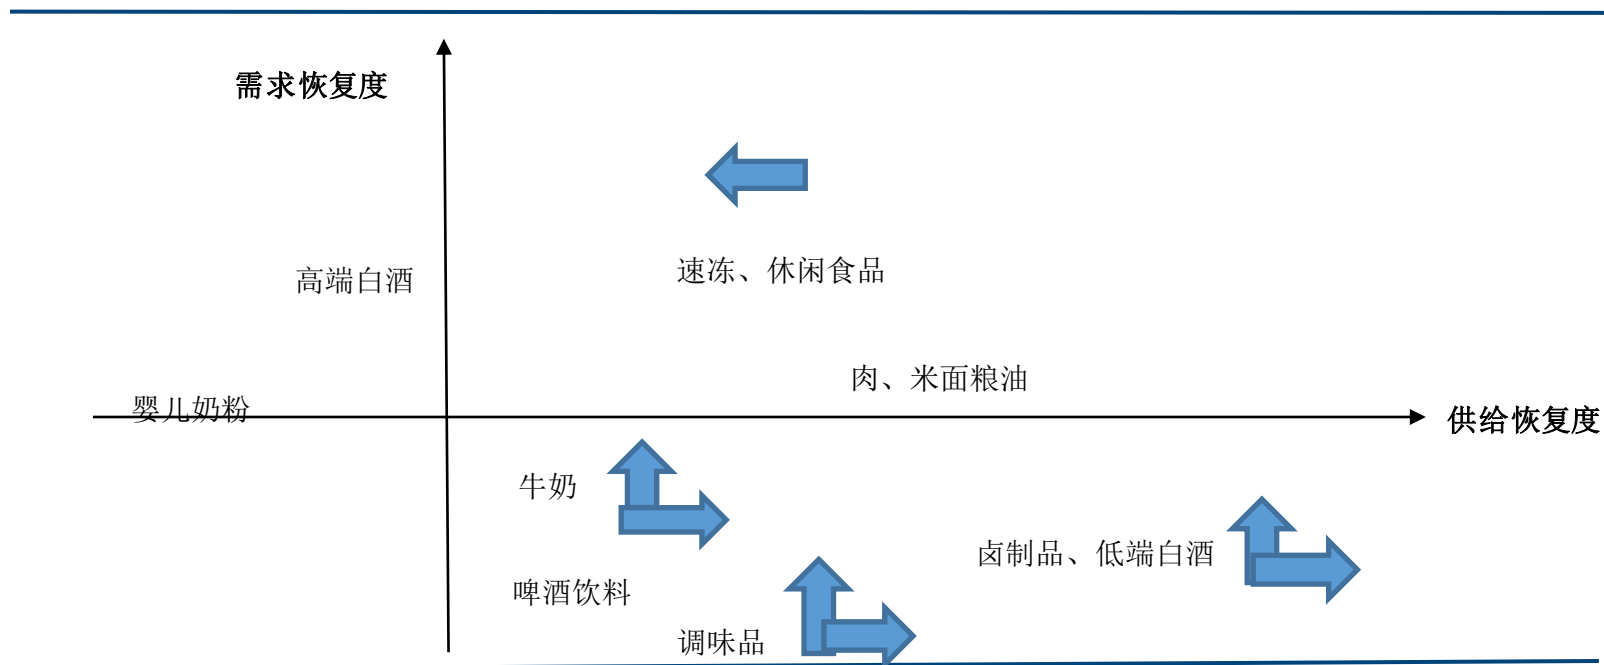 需求恢复度
速冻、休闲食品
高端白酒
肉、米面粮油
婴儿奶粉
供给恢复度
牛奶
卤制品、低端白酒
啤酒饮料
调味品